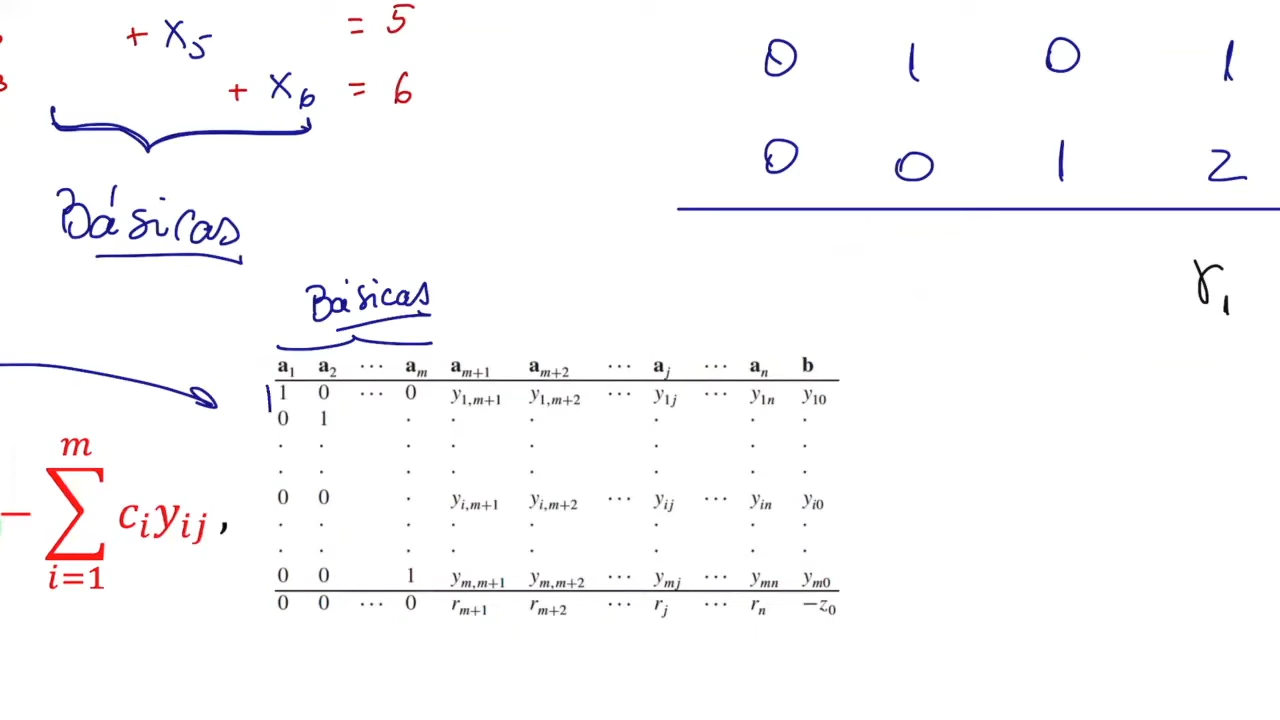 + x₅ = 5
+ x₆ = 6
Básicas
0 1 0 1
0 0 1 2
r₁
Básicas
a₁ a₂ ⋯ aₘ aₘ₊₁ aₘ₊₂ ⋯ aⱼ ⋯ aₙ b
1 0 ⋯ 0 y₁,ₘ₊₁ y₁,ₘ₊₂ ⋯ y₁ⱼ ⋯ y₁ₙ y₁₀
0 1 · · · · · ·
· · · · · · · ·
· · · · · · · ·
0 0 · yᵢ,ₘ₊₁ yᵢ,ₘ₊₂ ⋯ yᵢⱼ ⋯ yᵢₙ yᵢ₀
· · · · · · · ·
· · · · · · · ·
0 0 1 yₘ,ₘ₊₁ yₘ,ₘ₊₂ ⋯ yₘⱼ ⋯ yₘₙ yₘ₀
0 0 ⋯ 0 rₘ₊₁ rₘ₊₂ ⋯ rⱼ ⋯ rₙ −z₀
m
− ∑ cᵢyᵢⱼ ,
i=1